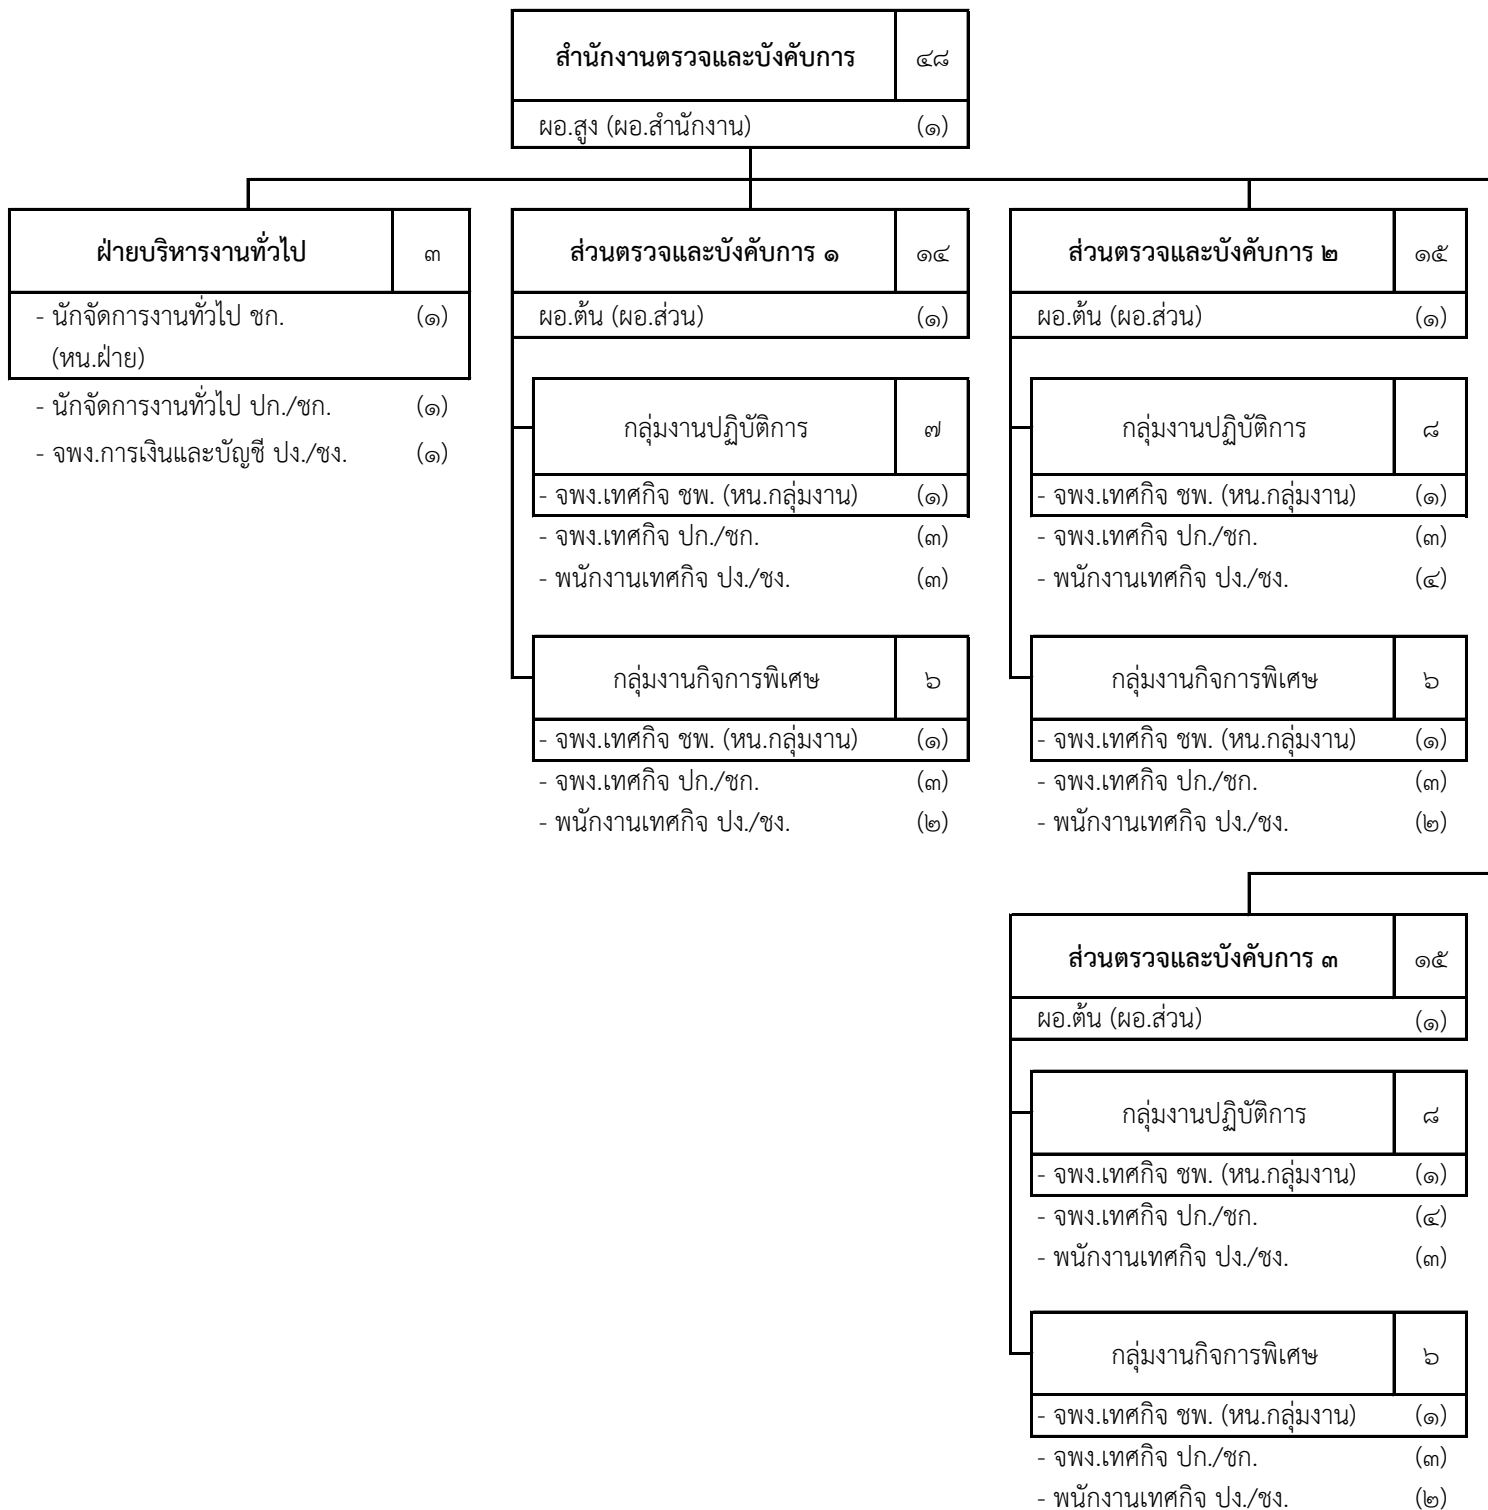 สำนักงานตรวจและบังคับการ ๔๘
ผอ.สูง (ผอ.สำนักงาน) (๑)
ฝ่ายบริหารงานทั่วไป ๓
- นักจัดการงานทั่วไป ชก. (๑)
(หน.ฝ่าย)
- นักจัดการงานทั่วไป ปก./ชก. (๑)
- จพง.การเงินและบัญชี ปง./ชง. (๑)
ส่วนตรวจและบังคับการ ๑ ๑๔
ผอ.ต้น (ผอ.ส่วน) (๑)
กลุ่มงานปฏิบัติการ ๗
- จพง.เทศกิจ ชพ. (หน.กลุ่มงาน) (๑)
- จพง.เทศกิจ ปก./ชก. (๓)
- พนักงานเทศกิจ ปง./ชง. (๓)
กลุ่มงานกิจการพิเศษ ๖
- จพง.เทศกิจ ชพ. (หน.กลุ่มงาน) (๑)
- จพง.เทศกิจ ปก./ชก. (๓)
- พนักงานเทศกิจ ปง./ชง. (๒)
ส่วนตรวจและบังคับการ ๒ ๑๕
ผอ.ต้น (ผอ.ส่วน) (๑)
กลุ่มงานปฏิบัติการ ๘
- จพง.เทศกิจ ชพ. (หน.กลุ่มงาน) (๑)
- จพง.เทศกิจ ปก./ชก. (๓)
- พนักงานเทศกิจ ปง./ชง. (๔)
กลุ่มงานกิจการพิเศษ ๖
- จพง.เทศกิจ ชพ. (หน.กลุ่มงาน) (๑)
- จพง.เทศกิจ ปก./ชก. (๓)
- พนักงานเทศกิจ ปง./ชง. (๒)
ส่วนตรวจและบังคับการ ๓ ๑๕
ผอ.ต้น (ผอ.ส่วน) (๑)
กลุ่มงานปฏิบัติการ ๘
- จพง.เทศกิจ ชพ. (หน.กลุ่มงาน) (๑)
- จพง.เทศกิจ ปก./ชก. (๔)
- พนักงานเทศกิจ ปง./ชง. (๓)
กลุ่มงานกิจการพิเศษ ๖
- จพง.เทศกิจ ชพ. (หน.กลุ่มงาน) (๑)
- จพง.เทศกิจ ปก./ชก. (๓)
- พนักงานเทศกิจ ปง./ชง. (๒)